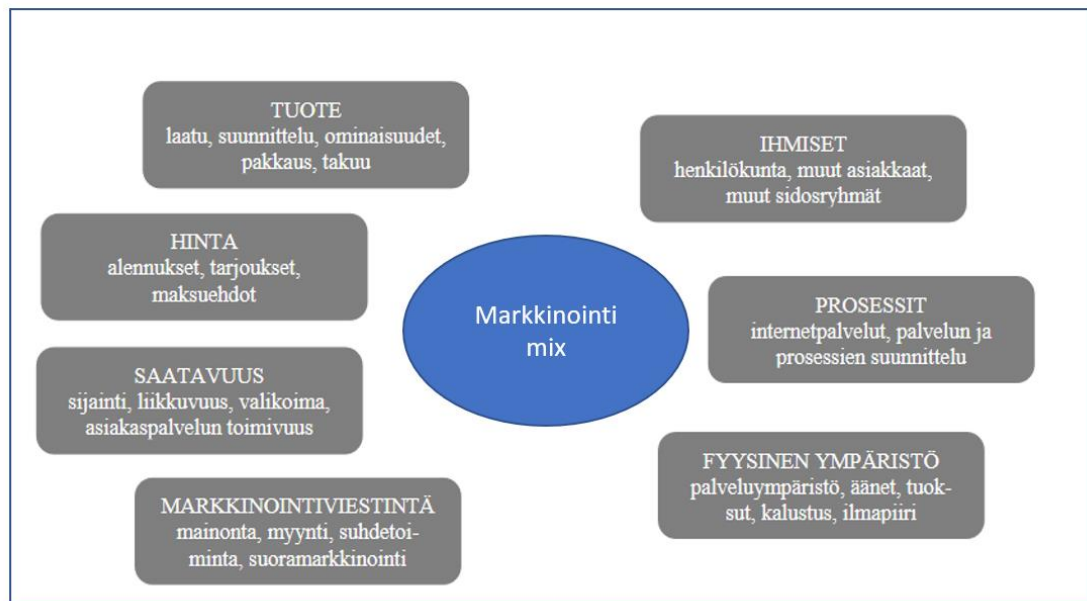 TUOTE
laatu, suunnittelu, ominaisuudet,
pakkaus, takuu
HINTA
alennukset, tarjoukset,
maksuehdot
SAATAVUUS
sijainti, liikkuvuus, valikoima,
asiakaspalvelun toimivuus
MARKKINOINTIVIESTINTÄ
mainonta, myynti, suhdetoi-
minta, suoramarkkinointi
Markkinointi
mix
IHMISET
henkilökunta, muut asiakkaat,
muut sidosryhmät
PROSESSIT
internetpalvelut, palvelun ja
prosessien suunnittelu
FYYSINEN YMPÄRISTÖ
palveluympäristö, äänet, tuok-
sut, kalustus, ilmapiiri